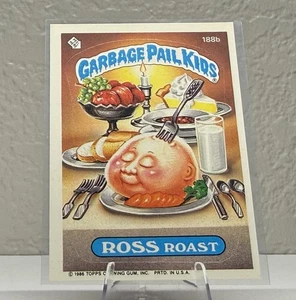 188b
GARBAGE PAIL KIDS
ROSS ROAST
© 1986 TOPPS CHEWING GUM, INC. PRTD. IN U.S.A.